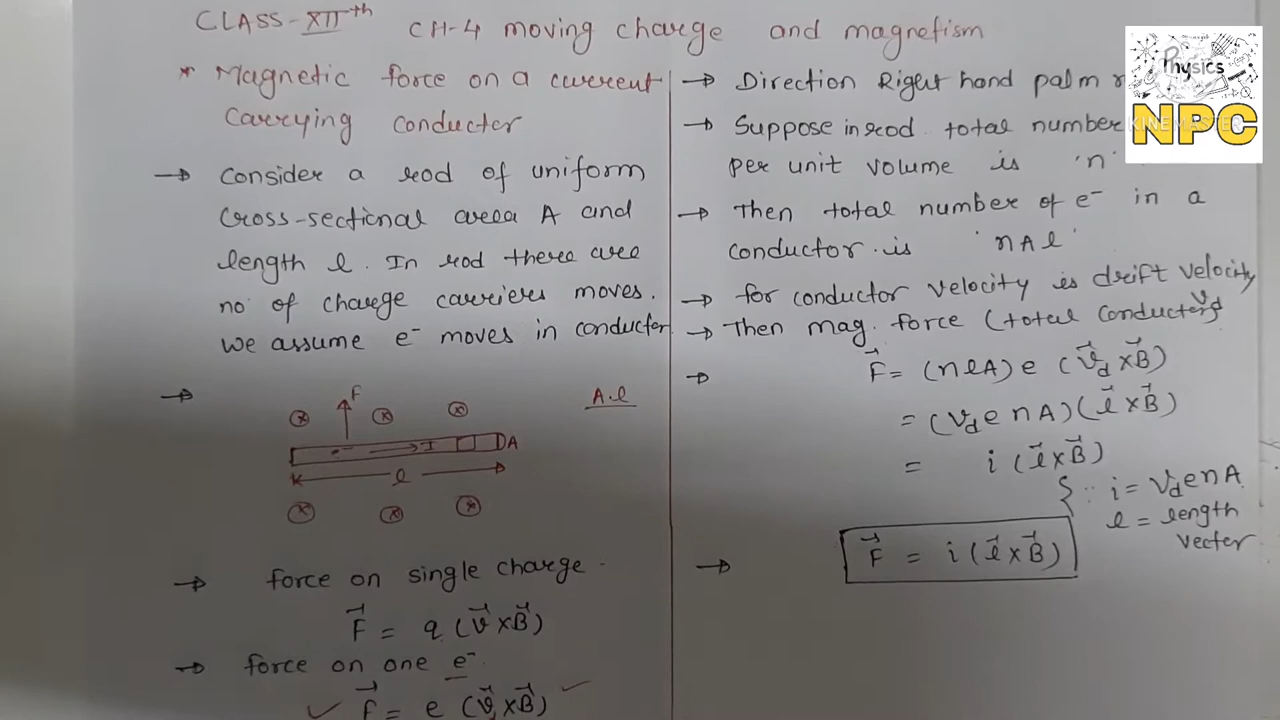 CLASS-XIIth CH-4 moving charge and magnetism
* Magnetic force on a current
carrying conductor
→ Consider a rod of uniform
cross-sectional area A and
length l. In rod there are
no of charge carriers moves.
we assume e⁻ moves in conductor
→
F
⊗ ⊗ ⊗
A.l
e⁻ → I A
l
⊗ ⊗ ⊗
→ force on single charge.
F⃗ = q (v⃗ × B⃗)
→ force on one e⁻
✓ F⃗ = e (v⃗ × B⃗) ✓
→ Direction Right hand palm
→ Suppose in rod total number
per unit volume is 'n'
→ Then total number of e⁻ in a
conductor is 'nAl'
→ for conductor velocity is drift velocity
→ Then mag. force (total conductor) vd
→ F⃗ = (nlA) e (v⃗d × B⃗)
= (vd e n A) (l⃗ × B⃗)
= i (l⃗ × B⃗)
{ ∵ i = vd e n A
l = length
vecter
→ F⃗ = i (l⃗ × B⃗)
Physics
NPC
KINEMASTER